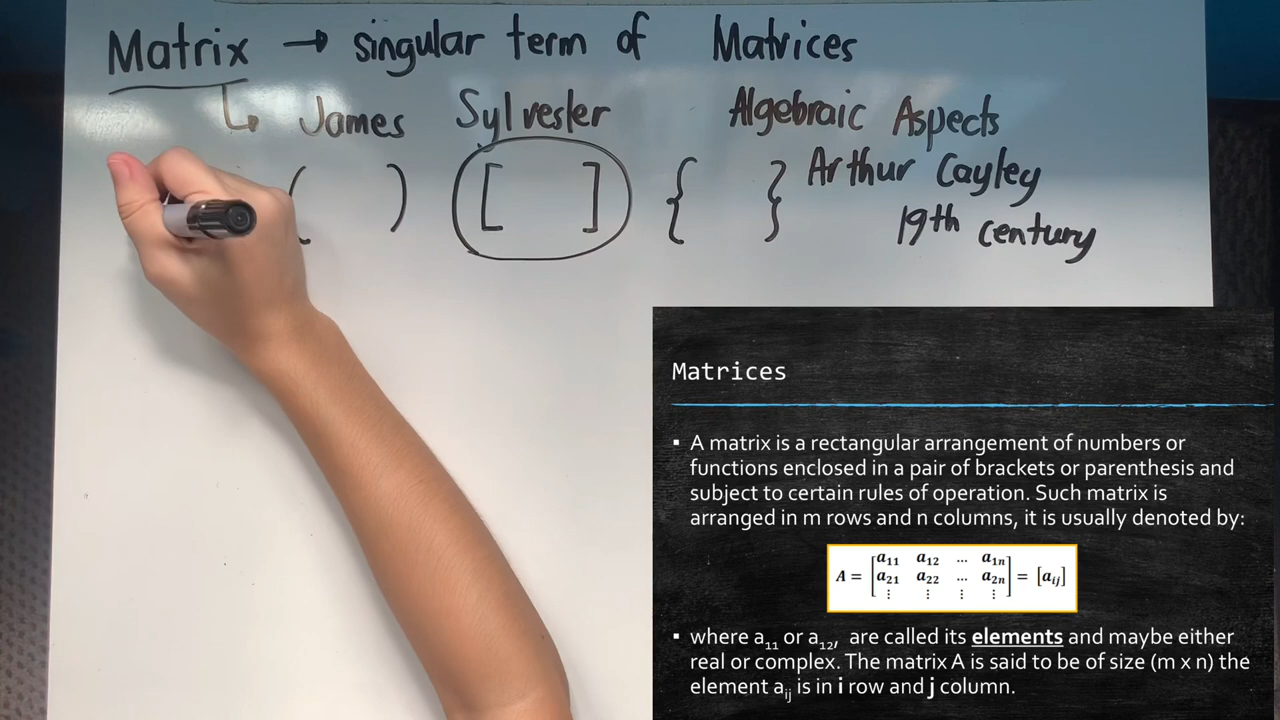 Matrix → singular term of Matrices
↳ James Sylvester Algebraic Aspects
( ) [ ] { } Arthur Cayley
19th century
Matrices
▪ A matrix is a rectangular arrangement of numbers or
functions enclosed in a pair of brackets or parenthesis and
subject to certain rules of operation. Such matrix is
arranged in m rows and n columns, it is usually denoted by:
a₁₁ a₁₂ … a₁ₙ
A = [a₂₁ a₂₂ … a₂ₙ] = [aᵢⱼ]
⋮ ⋮ ⋮ ⋮
▪ where a₁₁ or a₁₂, are called its elements and maybe either
real or complex. The matrix A is said to be of size (m x n) the
element aᵢⱼ is in i row and j column.